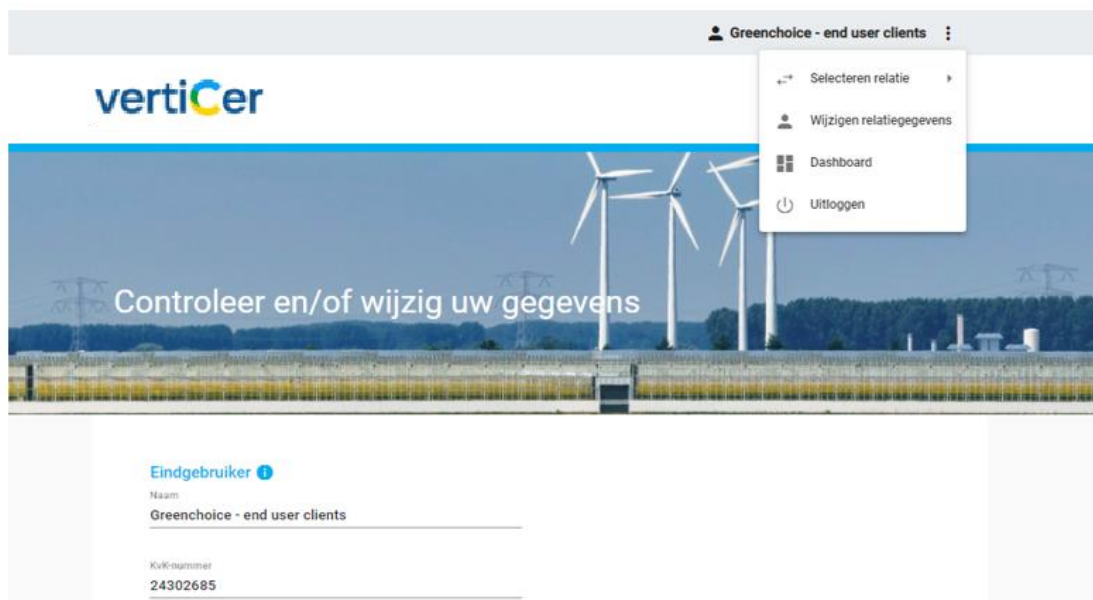 Greenchoice - end user clients
vertiCer
Selecteren relatie
Wijzigen relatiegegevens
Dashboard
Uitloggen
Controleer en/of wijzig uw gegevens
Eindgebruiker
Naam
Greenchoice - end user clients
KvK-nummer
24302685